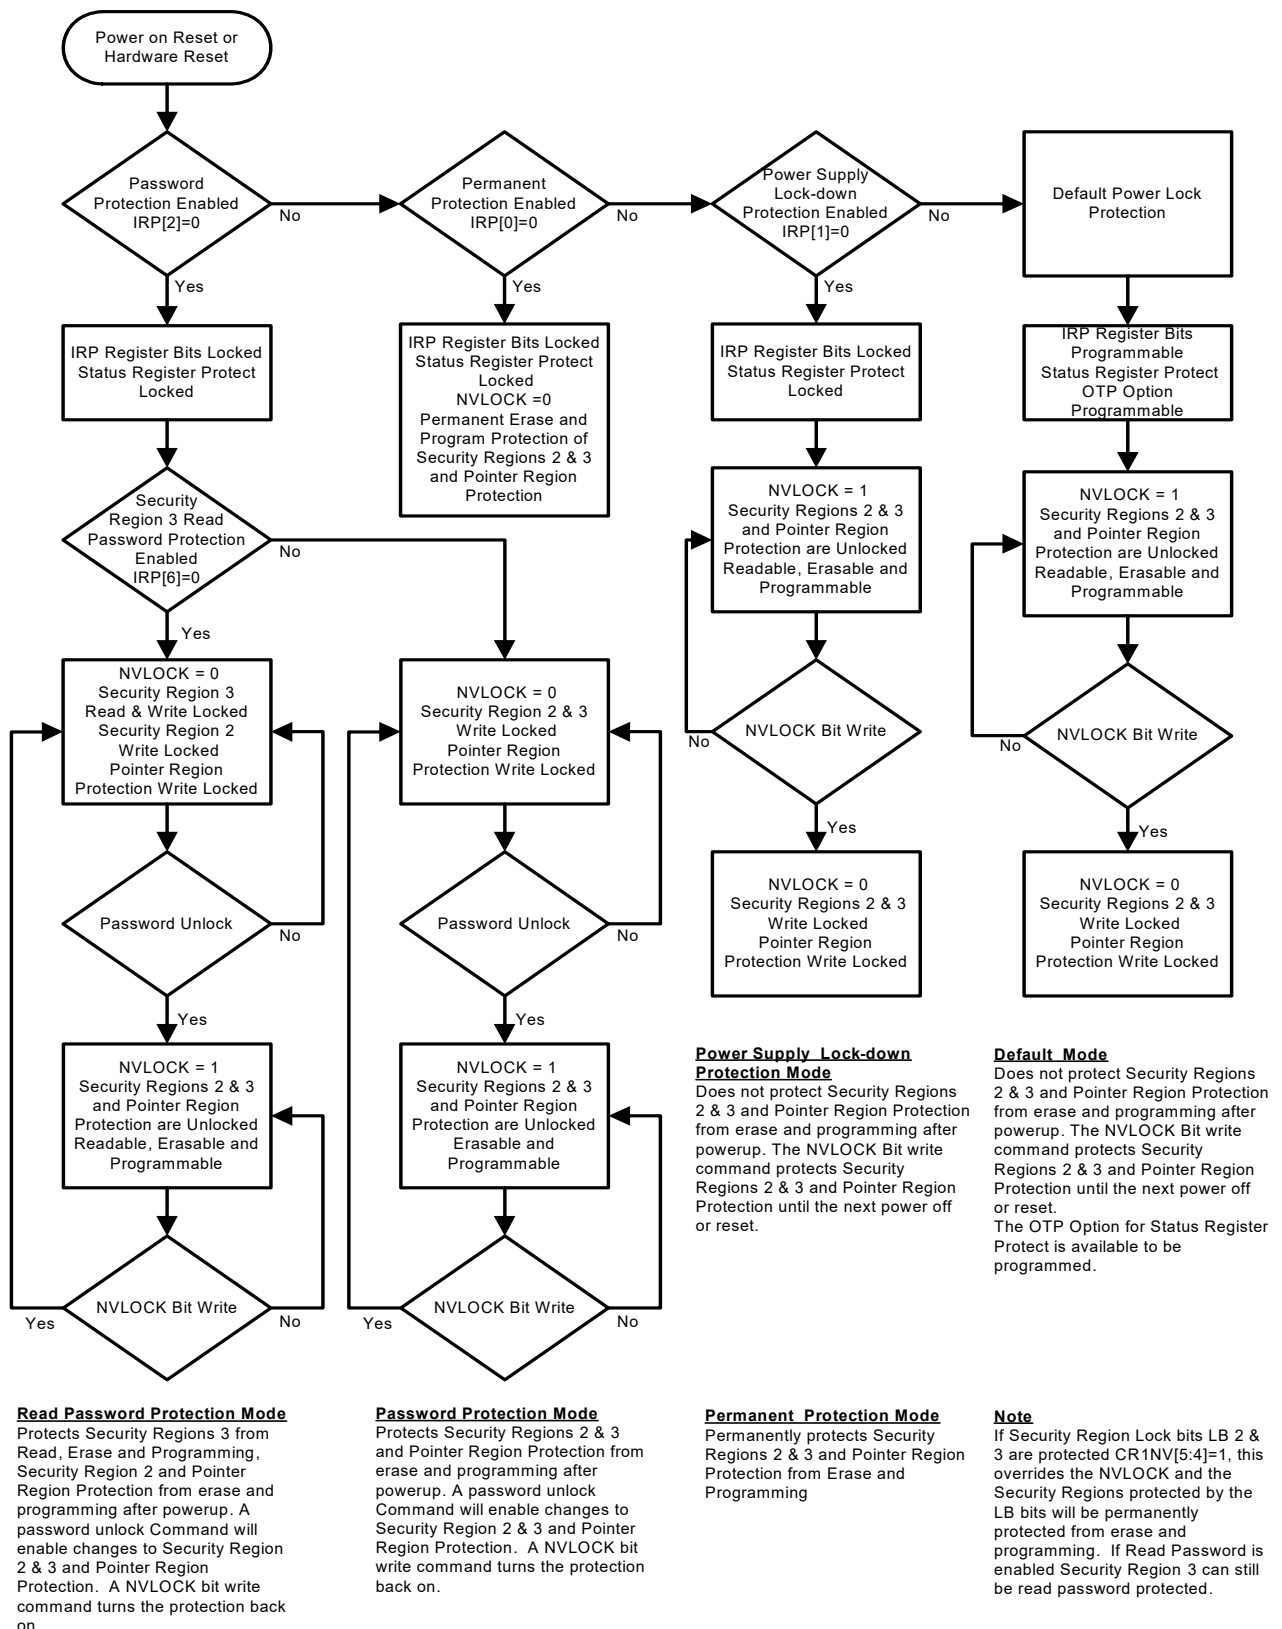 Power on Reset or
Hardware Reset
Password
Protection Enabled
IRP[2]=0
No
Yes
Permanent
Protection Enabled
IRP[0]=0
No
Yes
Power Supply
Lock-down
Protection Enabled
IRP[1]=0
No
Yes
Default Power Lock
Protection
IRP Register Bits Locked
Status Register Protect
Locked
IRP Register Bits Locked
Status Register Protect
Locked
NVLOCK =0
Permanent Erase and
Program Protection of
Security Regions 2 & 3
and Pointer Region
Protection
IRP Register Bits Locked
Status Register Protect
Locked
IRP Register Bits
Programmable
Status Register Protect
OTP Option
Programmable
Security
Region 3 Read
Password Protection
Enabled
IRP[6]=0
No
Yes
NVLOCK = 1
Security Regions 2 & 3
and Pointer Region
Protection are Unlocked
Readable, Erasable and
Programmable
NVLOCK = 1
Security Regions 2 & 3
and Pointer Region
Protection are Unlocked
Readable, Erasable and
Programmable
NVLOCK = 0
Security Region 3
Read & Write Locked
Security Region 2
Write Locked
Pointer Region
Protection Write Locked
NVLOCK = 0
Security Region 2 & 3
Write Locked
Pointer Region
Protection Write Locked
NVLOCK Bit Write
No
Yes
NVLOCK Bit Write
No
Yes
Password Unlock
No
Yes
Password Unlock
No
Yes
NVLOCK = 0
Security Regions 2 & 3
Write Locked
Pointer Region
Protection Write Locked
NVLOCK = 0
Security Regions 2 & 3
Write Locked
Pointer Region
Protection Write Locked
NVLOCK = 1
Security Regions 2 & 3
and Pointer Region
Protection are Unlocked
Readable, Erasable and
Programmable
NVLOCK = 1
Security Regions 2 & 3
and Pointer Region
Protection are Unlocked
Erasable and
Programmable
NVLOCK Bit Write
Yes
No
NVLOCK Bit Write
Yes
No
Power Supply Lock-down
Protection Mode
Does not protect Security Regions
2 & 3 and Pointer Region Protection
from erase and programming after
powerup. The NVLOCK Bit write
command protects Security
Regions 2 & 3 and Pointer Region
Protection until the next power off
or reset.
Default Mode
Does not protect Security Regions
2 & 3 and Pointer Region Protection
from erase and programming after
powerup. The NVLOCK Bit write
command protects Security
Regions 2 & 3 and Pointer Region
Protection until the next power off
or reset.
The OTP Option for Status Register
Protect is available to be
programmed.
Read Password Protection Mode
Protects Security Regions 3 from
Read, Erase and Programming,
Security Region 2 and Pointer
Region Protection from erase and
programming after powerup. A
password unlock Command will
enable changes to Security Region
2 & 3 and Pointer Region
Protection. A NVLOCK bit write
command turns the protection back
on.
Password Protection Mode
Protects Security Regions 2 & 3
and Pointer Region Protection from
erase and programming after
powerup. A password unlock
Command will enable changes to
Security Region 2 & 3 and Pointer
Region Protection. A NVLOCK bit
write command turns the protection
back on.
Permanent Protection Mode
Permanently protects Security
Regions 2 & 3 and Pointer Region
Protection from Erase and
Programming
Note
If Security Region Lock bits LB 2 &
3 are protected CR1NV[5:4]=1, this
overrides the NVLOCK and the
Security Regions protected by the
LB bits will be permanently
protected from erase and
programming. If Read Password is
enabled Security Region 3 can still
be read password protected.